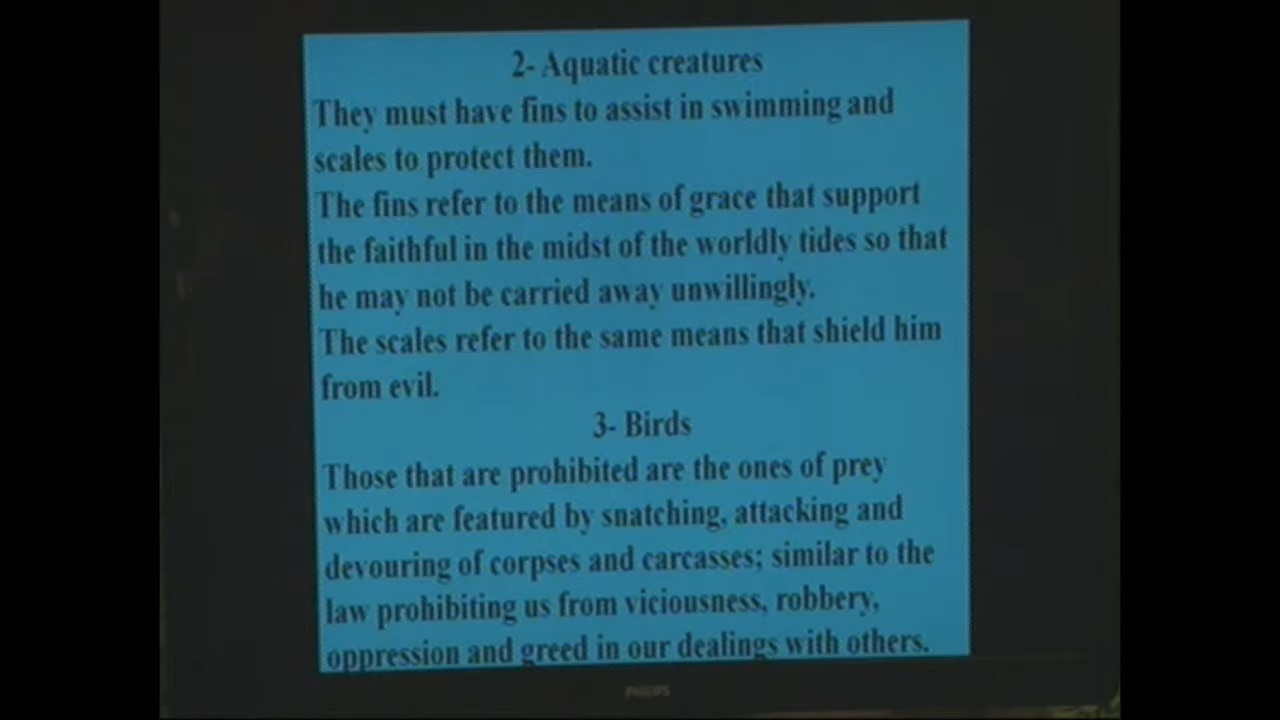 2- Aquatic creatures
They must have fins to assist in swimming and
scales to protect them.
The fins refer to the means of grace that support
the faithful in the midst of the worldly tides so that
he may not be carried away unwillingly.
The scales refer to the same means that shield him
from evil.
3- Birds
Those that are prohibited are the ones of prey
which are featured by snatching, attacking and
devouring of corpses and carcasses; similar to the
law prohibiting us from viciousness, robbery,
oppression and greed in our dealings with others.
PHILIPS